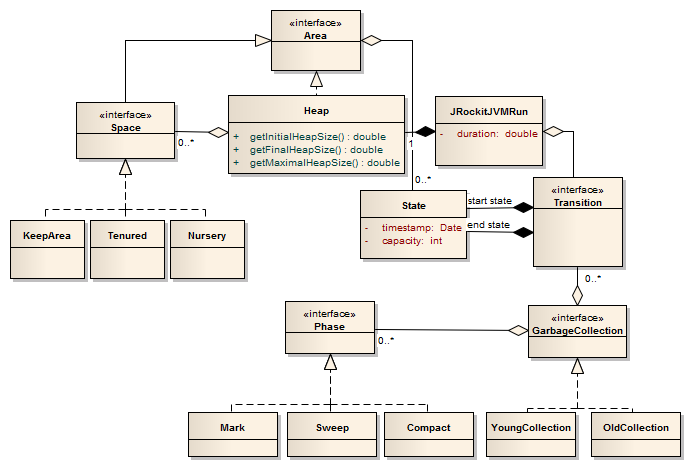 «interface»
Area
«interface»
Space
0..*
Heap
+ getInitialHeapSize() : double
+ getFinalHeapSize() : double
+ getMaximalHeapSize() : double
1
JRockitJVMRun
- duration: double
0..*
State
- timestamp: Date
- capacity: int
start state
end state
«interface»
Transition
0..*
KeepArea
Tenured
Nursery
«interface»
Phase
0..*
«interface»
GarbageCollection
Mark
Sweep
Compact
YoungCollection
OldCollection